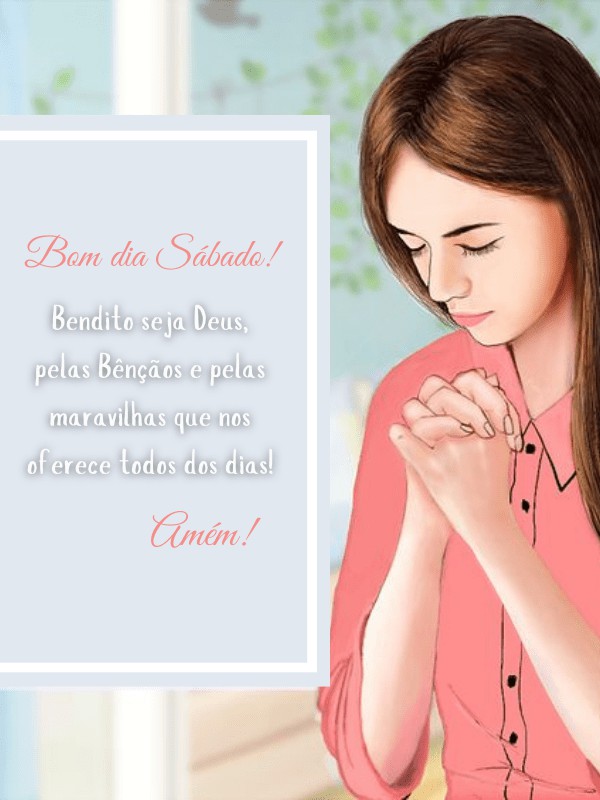 Bom dia Sábado!
Bendito seja Deus,
pelas Bênçãos e pelas
maravilhas que nos
oferece todos dos dias!
Amém!